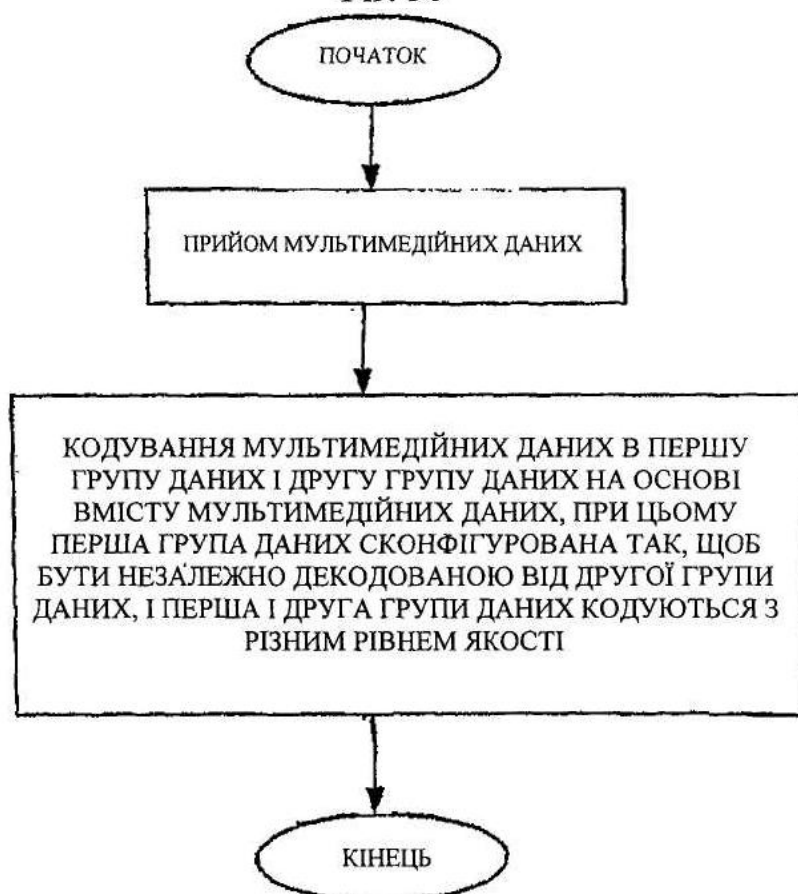 ПОЧАТОК
ПРИЙОМ МУЛЬТИМЕДІЙНИХ ДАНИХ
КОДУВАННЯ МУЛЬТИМЕДІЙНИХ ДАНИХ В ПЕРШУ
ГРУПУ ДАНИХ І ДРУГУ ГРУПУ ДАНИХ НА ОСНОВІ
ВМІСТУ МУЛЬТИМЕДІЙНИХ ДАНИХ, ПРИ ЦЬОМУ
ПЕРША ГРУПА ДАНИХ СКОНФІГУРОВАНА ТАК, ЩОБ
БУТИ НЕЗАЛЕЖНО ДЕКОДОВАНОЮ ВІД ДРУГОЇ ГРУПИ
ДАНИХ, І ПЕРША І ДРУГА ГРУПИ ДАНИХ КОДУЮТЬСЯ З
РІЗНИМ РІВНЕМ ЯКОСТІ
КІНЕЦЬ